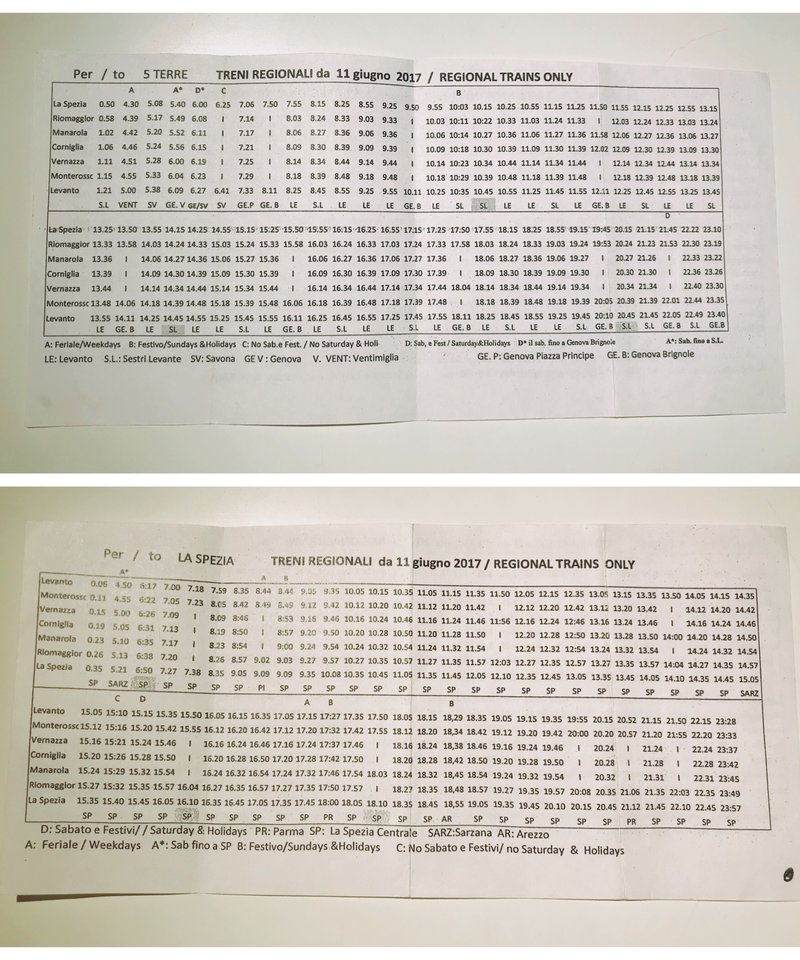 Per / to 5 TERRE TRENI REGIONALI da 11 giugno 2017 / REGIONAL TRAINS ONLY
A A* D* C B
La Spezia 0.50 4.30 5.08 5.40 6.00 6.25 7.06 7.50 7.55 8.15 8.25 8.55 9.25 9.50 9.55 10:03 10.15 10.25 10.55 11.15 11.25 11.50 11.55 12.15 12.25 12.55 13.15
Riomaggior 0.58 4.39 5.17 5.49 6.08 I 7.14 I 8.03 8.24 8.33 9.03 9.33 I 10.03 10:11 10.22 10.33 11.03 11.24 11.33 I 12.03 12.24 12.33 13.03 13.24
Manarola 1.02 4.42 5.20 5.52 6.11 I 7.17 I 8.06 8.27 8.36 9.06 9.36 I 10.06 10:14 10.27 10.36 11.06 11.27 11.36 11.58 12.06 12.27 12.36 13.06 13.27
Corniglia 1.06 4.46 5.24 5.56 6.15 I 7.21 I 8.09 8.30 8.39 9.09 9.39 I 10.09 10:18 10.30 10.39 11.09 11.30 11.39 12.02 12.09 12.30 12.39 13.09 13.30
Vernazza 1.11 4.51 5.28 6.00 6.19 I 7.25 I 8.14 8.34 8.44 9.14 9.44 I 10.14 10:23 10.34 10.44 11.14 11.34 11.44 I 12.14 12.34 12.44 13.14 13.34
Monterosso 1.15 4.55 5.33 6.04 6.23 I 7.29 I 8.18 8.39 8.48 9.18 9.48 I 10.18 10:29 10.39 10.48 11.18 11.39 11.48 I 12.18 12.39 12.48 13.18 13.39
Levanto 1.21 5.00 5.38 6.09 6.27 6.41 7.33 8.11 8.25 8.45 8.55 9.25 9.55 10.11 10.25 10:35 10.45 10.55 11.25 11.45 11.55 12.11 12.25 12.45 12.55 13.25 13.45
S.L VENT SV GE. V GE/SV SV GE.P GE. B LE S.L LE LE LE GE. B LE SL SL LE LE SL LE GE. B LE SL LE LE SL
D
La Spezia 13.25 13.50 13.55 14.15 14.25 14.55 15.15 15.25 15.50 15.55 16.15 16.25 16.55 17.15 17.25 17.50 17.55 18.15 18.25 18.55 19.15 19:45 20.15 21.15 21.45 22.22 23.10
Riomaggior 13.33 13.58 14.03 14.24 14.33 15.03 15.24 15.33 15.58 16.03 16.24 16.33 17.03 17.24 17.33 17.58 18.03 18.24 18.33 19.03 19.24 19:53 20.24 21.23 21.53 22.30 23.19
Manarola 13.36 I 14.06 14.27 14.36 15.06 15.27 15.36 I 16.06 16.27 16.36 17.06 17.27 17.36 I 18.06 18.27 18.36 19.06 19.27 I 20.27 21.26 I 22.33 23.22
Corniglia 13.39 I 14.09 14.30 14.39 15.09 15.30 15.39 I 16.09 16.30 16.39 17.09 17.30 17.39 I 18.09 18.30 18.39 19.09 19.30 I 20.30 21.30 I 22.36 23.26
Vernazza 13.44 I 14.14 14.34 14.44 15.14 15.34 15.44 I 16.14 16.34 16.44 17.14 17.34 17.44 18.04 18.14 18.34 18.44 19.14 19.34 I 20.34 21.34 I 22.40 23.30
Monterosso 13.48 14.06 14.18 14.39 14.48 15.18 15.39 15.48 16.06 16.18 16.39 16.48 17.18 17.39 17.48 I 18.18 18.39 18.48 19.18 19.39 20:05 20.39 21.39 22.01 22.44 23.35
Levanto 13.55 14.10 14.25 14.45 14.55 15.25 15.45 15.55 16.11 16.25 16.45 16.55 17.25 17.45 17.55 18.11 18.25 18.45 18.55 19.25 19.45 20:10 20.45 21.45 22.05 22.49 23.40
LE GE. B LE SL LE LE S.L LE GE. B LE S.L LE LE S.L LE GE. B LE S.L LE LE S.L GE. B S.L S.L GE. B S.L GE.B
A: Feriale/Weekdays B: Festivo/Sundays &Holidays C: No Sab.e Fest. / No Saturday & Holi D: Sab, e Fest / Saturday&Holidays D* il sab. fino a Genova Brignole A*: Sab. fino a S.L.
LE: Levanto S.L.: Sestri Levante SV: Savona GE V : Genova V. VENT: Ventimiglia GE. P: Genova Piazza Principe GE. B: Genova Brignole
Per / to LA SPEZIA TRENI REGIONALI da 11 giugno 2017 / REGIONAL TRAINS ONLY
A* A B
Levanto 0.06 4.50 6:17 7.00 7.18 7.59 8.35 8.44 8.44 9.05 9.35 10.05 10.15 10.35 11.05 11.15 11.35 11.50 12.05 12.15 12.35 13.05 13.15 13.35 13.50 14.05 14.15 14.35
Monterosso 0.11 4.55 6:22 7.05 7.23 8.05 8.42 8.49 8.49 9.12 9.42 10.12 10.20 10.42 11.12 11.20 11.42 I 12.12 12.20 12.42 13.12 13.20 13.42 I 14.12 14.20 14.42
Vernazza 0.15 5.00 6:26 7.09 I 8.09 8:46 I 8:53 9.16 9.46 10.16 10.24 10.46 11.16 11.24 11.46 11:56 12.16 12.24 12:46 13.16 13.24 13.46 I 14.16 14.24 14.46
Corniglia 0.19 5.05 6:31 7.13 I 8.19 8:50 I 8:57 9.20 9.50 10.20 10.28 10.50 11.20 11.28 11.50 I 12.20 12.28 12:50 13.20 13.28 13.50 14:00 14.20 14.28 14.50
Manarola 0.23 5.10 6:35 7.17 I 8.23 8:54 I 9:00 9.24 9.54 10.24 10.32 10.54 11.24 11.32 11.54 I 12.24 12.32 12:54 13.24 13.32 13.54 I 14.24 14.32 14.54
Riomaggior 0.26 5.13 6:38 7.20 I 8.26 8:57 9.02 9.03 9.27 9.57 10.27 10.35 10.57 11.27 11.35 11.57 12:03 12.27 12.35 12:57 13.27 13.35 13.57 14:04 14.27 14.35 14.57
La Spezia 0.35 5.21 6:50 7.27 7.38 8.35 9.05 9.09 9.09 9.35 10.08 10.35 10.45 11.05 11.35 11.45 12.05 12.10 12.35 12.45 13.05 13.35 13.45 14.05 14.10 14.35 14.45 15.05
SP SARZ SP SP SP SP SP PI SP SP SP SP SP SP SP SP SP SP SP SP SP SP SP SP SP SP SP SARZ
C D A B B
Levanto 15.05 15:10 15.15 15.35 15.50 16.05 16.15 16.35 17.05 17.15 17:27 17.35 17.50 18.05 18.15 18,29 18.35 19.05 19.15 19.35 19:55 20.15 20.52 21.15 21.50 22.15 23:28
Monterosso 15.12 15:16 15.20 15.42 15.55 16.12 16.20 16.42 17.12 17.20 17:32 17.42 17.55 18.12 18.20 18,34 18.42 19.12 19.20 19.42 20:00 20.20 20.57 21.20 21.55 22.20 23:33
Vernazza 15.16 15:21 15.24 15.46 I 16.16 16.24 16.46 17.16 17.24 17:37 17.46 I 18.16 18.24 18,38 18.46 19.16 19.24 19.46 I 20.24 I 21.24 I 22.24 23:37
Corniglia 15.20 15:26 15.28 15.50 I 16.20 16.28 16.50 17.20 17.28 17:42 17.50 I 18.20 18.28 18,42 18.50 19.20 19.28 19.50 I 20.28 I 21.28 I 22.28 23:42
Manarola 15.24 15:29 15.32 15.54 I 16.24 16.32 16.54 17.24 17.32 17:46 17.54 18.03 18.24 18.32 18,45 18.54 19.24 19.32 19.54 I 20.32 I 21.31 I 22.31 23:45
Riomaggior 15.27 15:32 15.35 15.57 16.04 16.27 16.35 16.57 17.27 17.35 17:50 17.57 I 18.27 18.35 18,48 18.57 19.27 19.35 19.57 20:08 20.35 21.06 21.35 22.03 22.35 23:49
La Spezia 15.35 15.40 15.45 16.05 16.10 16.35 16.45 17.05 17.35 17.45 18:00 18.05 18.10 18.35 18.45 18,55 19.05 19.35 19.45 20.10 20:15 20.45 21.12 21.45 22.10 22.45 23:57
SP SP SP SP SP SP SP SP SP SP PR SP SP SP SP AR SP SP SP SP SP SP PR SP SP SP SP
D: Sabato e Festivi/ / Saturday & Holidays PR: Parma SP: La Spezia Centrale SARZ:Sarzana AR: Arezzo
A: Feriale / Weekdays A*: Sab fino a SP B: Festivo/Sundays &Holidays C: No Sabato e Festivi/ no Saturday & Holidays